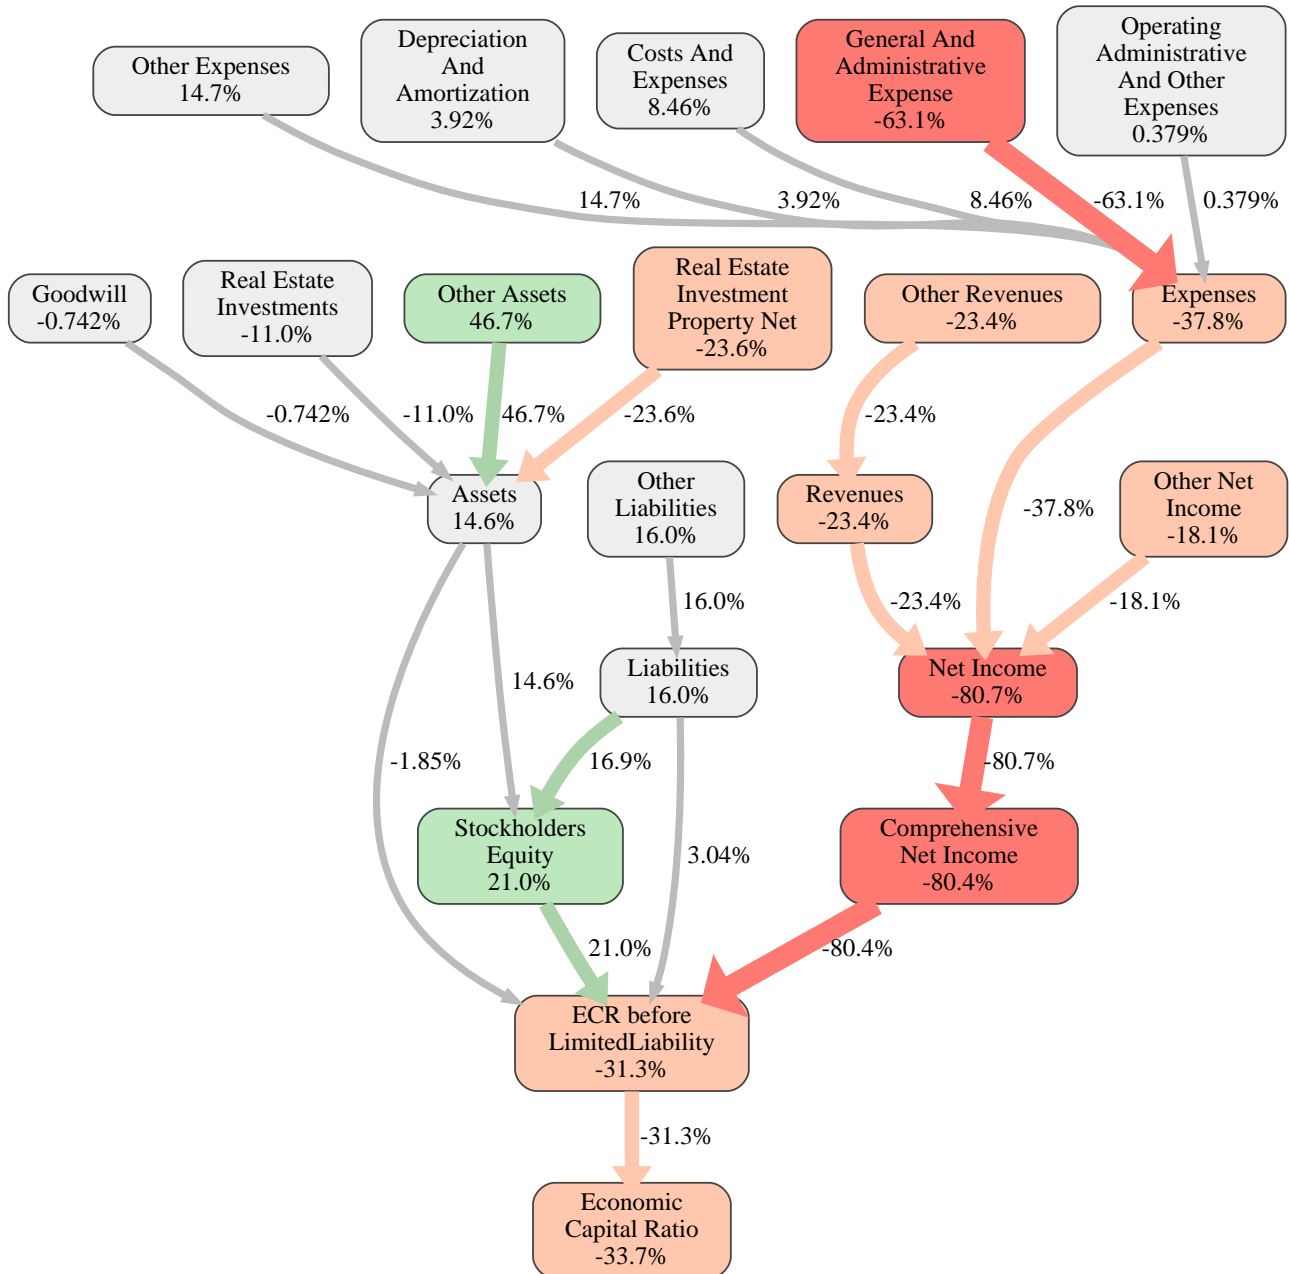 Other Expenses
14.7%
Depreciation
And
Amortization
3.92%
Costs And
Expenses
8.46%
General And
Administrative
Expense
-63.1%
Operating
Administrative
And Other
Expenses
0.379%
14.7%
3.92%
8.46%
-63.1%
0.379%
Goodwill
-0.742%
Real Estate
Investments
-11.0%
Other Assets
46.7%
Real Estate
Investment
Property Net
-23.6%
Other Revenues
-23.4%
Expenses
-37.8%
-0.742%
-11.0%
46.7%
-23.6%
-23.4%
-37.8%
Assets
14.6%
Other
Liabilities
16.0%
Revenues
-23.4%
Other Net
Income
-18.1%
16.0%
-23.4%
-18.1%
14.6%
Liabilities
16.0%
Net Income
-80.7%
-1.85%
16.9%
-80.7%
Stockholders
Equity
21.0%
3.04%
Comprehensive
Net Income
-80.4%
21.0%
-80.4%
ECR before
LimitedLiability
-31.3%
-31.3%
Economic
Capital Ratio
-33.7%